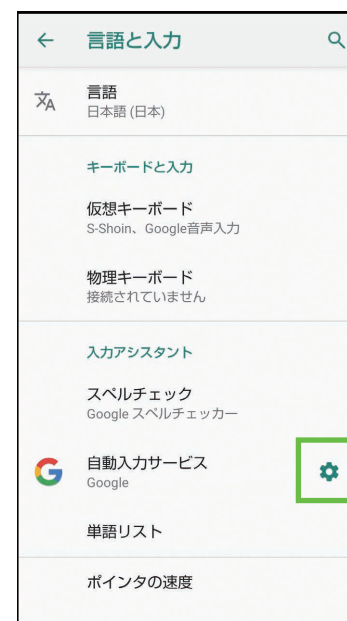 言語と入力
言語
日本語 (日本)
キーボードと入力
仮想キーボード
S-Shoin、Google音声入力
物理キーボード
接続されていません
入力アシスタント
スペルチェック
Google スペルチェッカー
自動入力サービス
Google
単語リスト
ポインタの速度